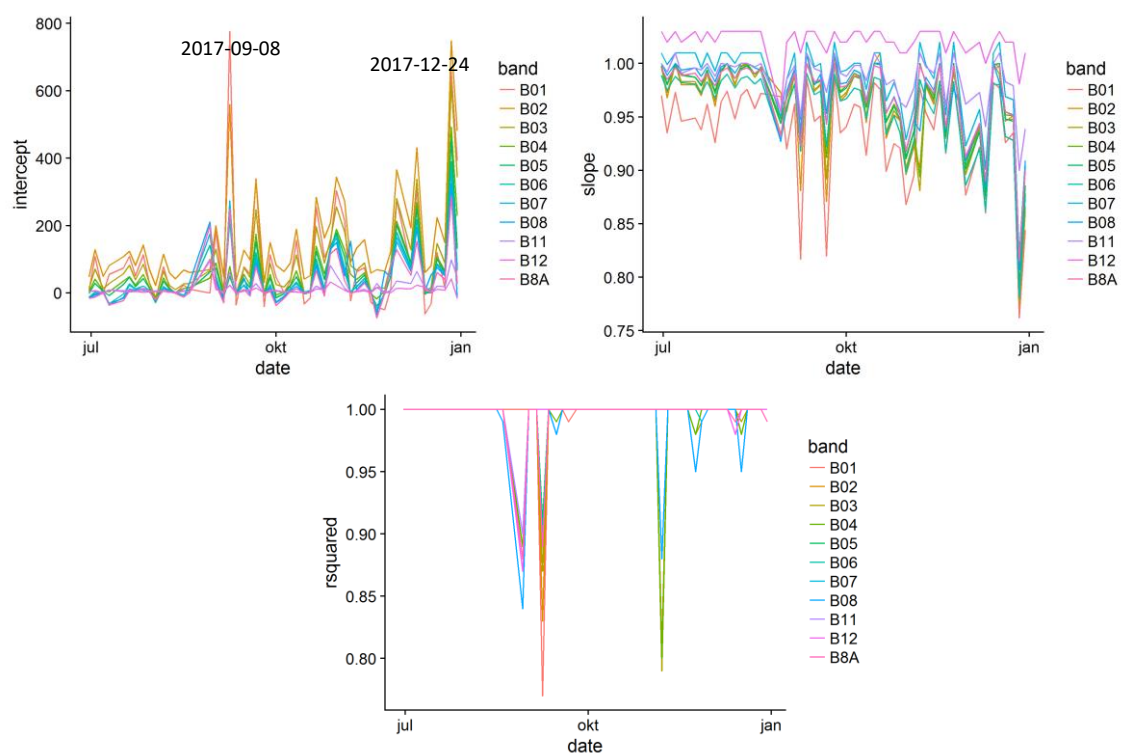 800
600
400
200
0
intercept
2017-09-08
2017-12-24
jul
okt
jan
date
band
B01
B02
B03
B04
B05
B06
B07
B08
B11
B12
B8A
1.00
0.95
0.90
0.85
0.80
0.75
slope
jul
okt
jan
date
band
B01
B02
B03
B04
B05
B06
B07
B08
B11
B12
B8A
1.00
0.95
0.90
0.85
0.80
rsquared
jul
okt
jan
date
band
B01
B02
B03
B04
B05
B06
B07
B08
B11
B12
B8A